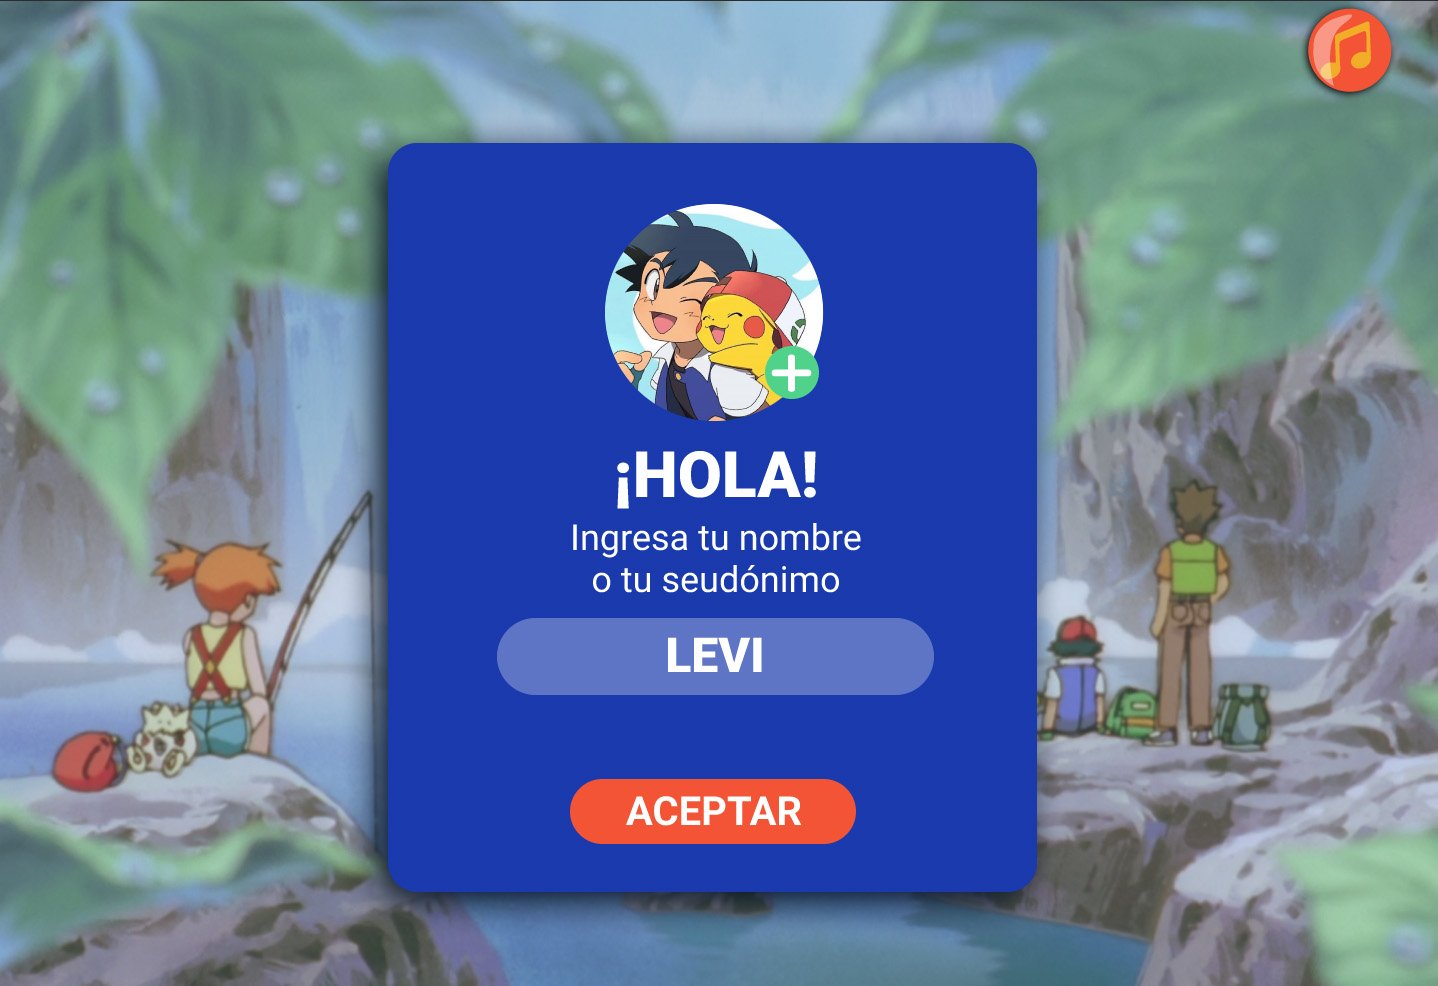 ¡HOLA!
Ingresa tu nombre
o tu seudónimo
LEVI
ACEPTAR